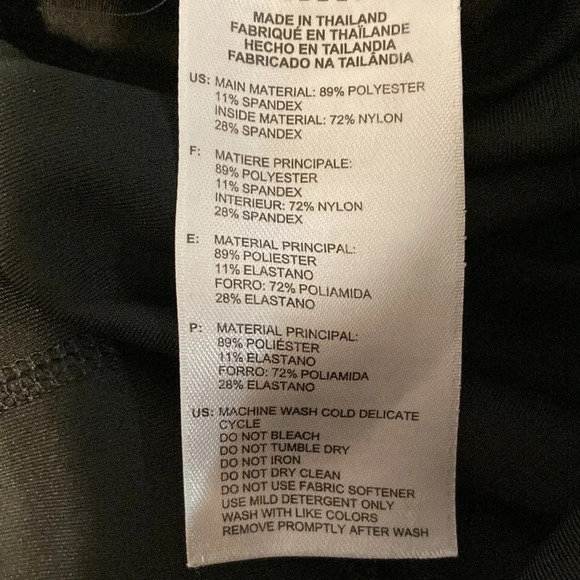 MADE IN THAILAND
FABRIQUÉ EN THAÏLANDE
HECHO EN TAILANDIA
FABRICADO NA TAILÂNDIA
US: MAIN MATERIAL: 89% POLYESTER
11% SPANDEX
INSIDE MATERIAL: 72% NYLON
28% SPANDEX
F: MATIERE PRINCIPALE:
89% POLYESTER
11% SPANDEX
INTERIEUR: 72% NYLON
28% SPANDEX
E: MATERIAL PRINCIPAL:
89% POLIESTER
11% ELASTANO
FORRO: 72% POLIAMIDA
28% ELASTANO
P: MATERIAL PRINCIPAL:
89% POLIÉSTER
11% ELASTANO
FORRO: 72% POLIAMIDA
28% ELASTANO
US: MACHINE WASH COLD DELICATE
CYCLE
DO NOT BLEACH
DO NOT TUMBLE DRY
DO NOT IRON
DO NOT DRY CLEAN
DO NOT USE FABRIC SOFTENER
USE MILD DETERGENT ONLY
WASH WITH LIKE COLORS
REMOVE PROMPTLY AFTER WASH